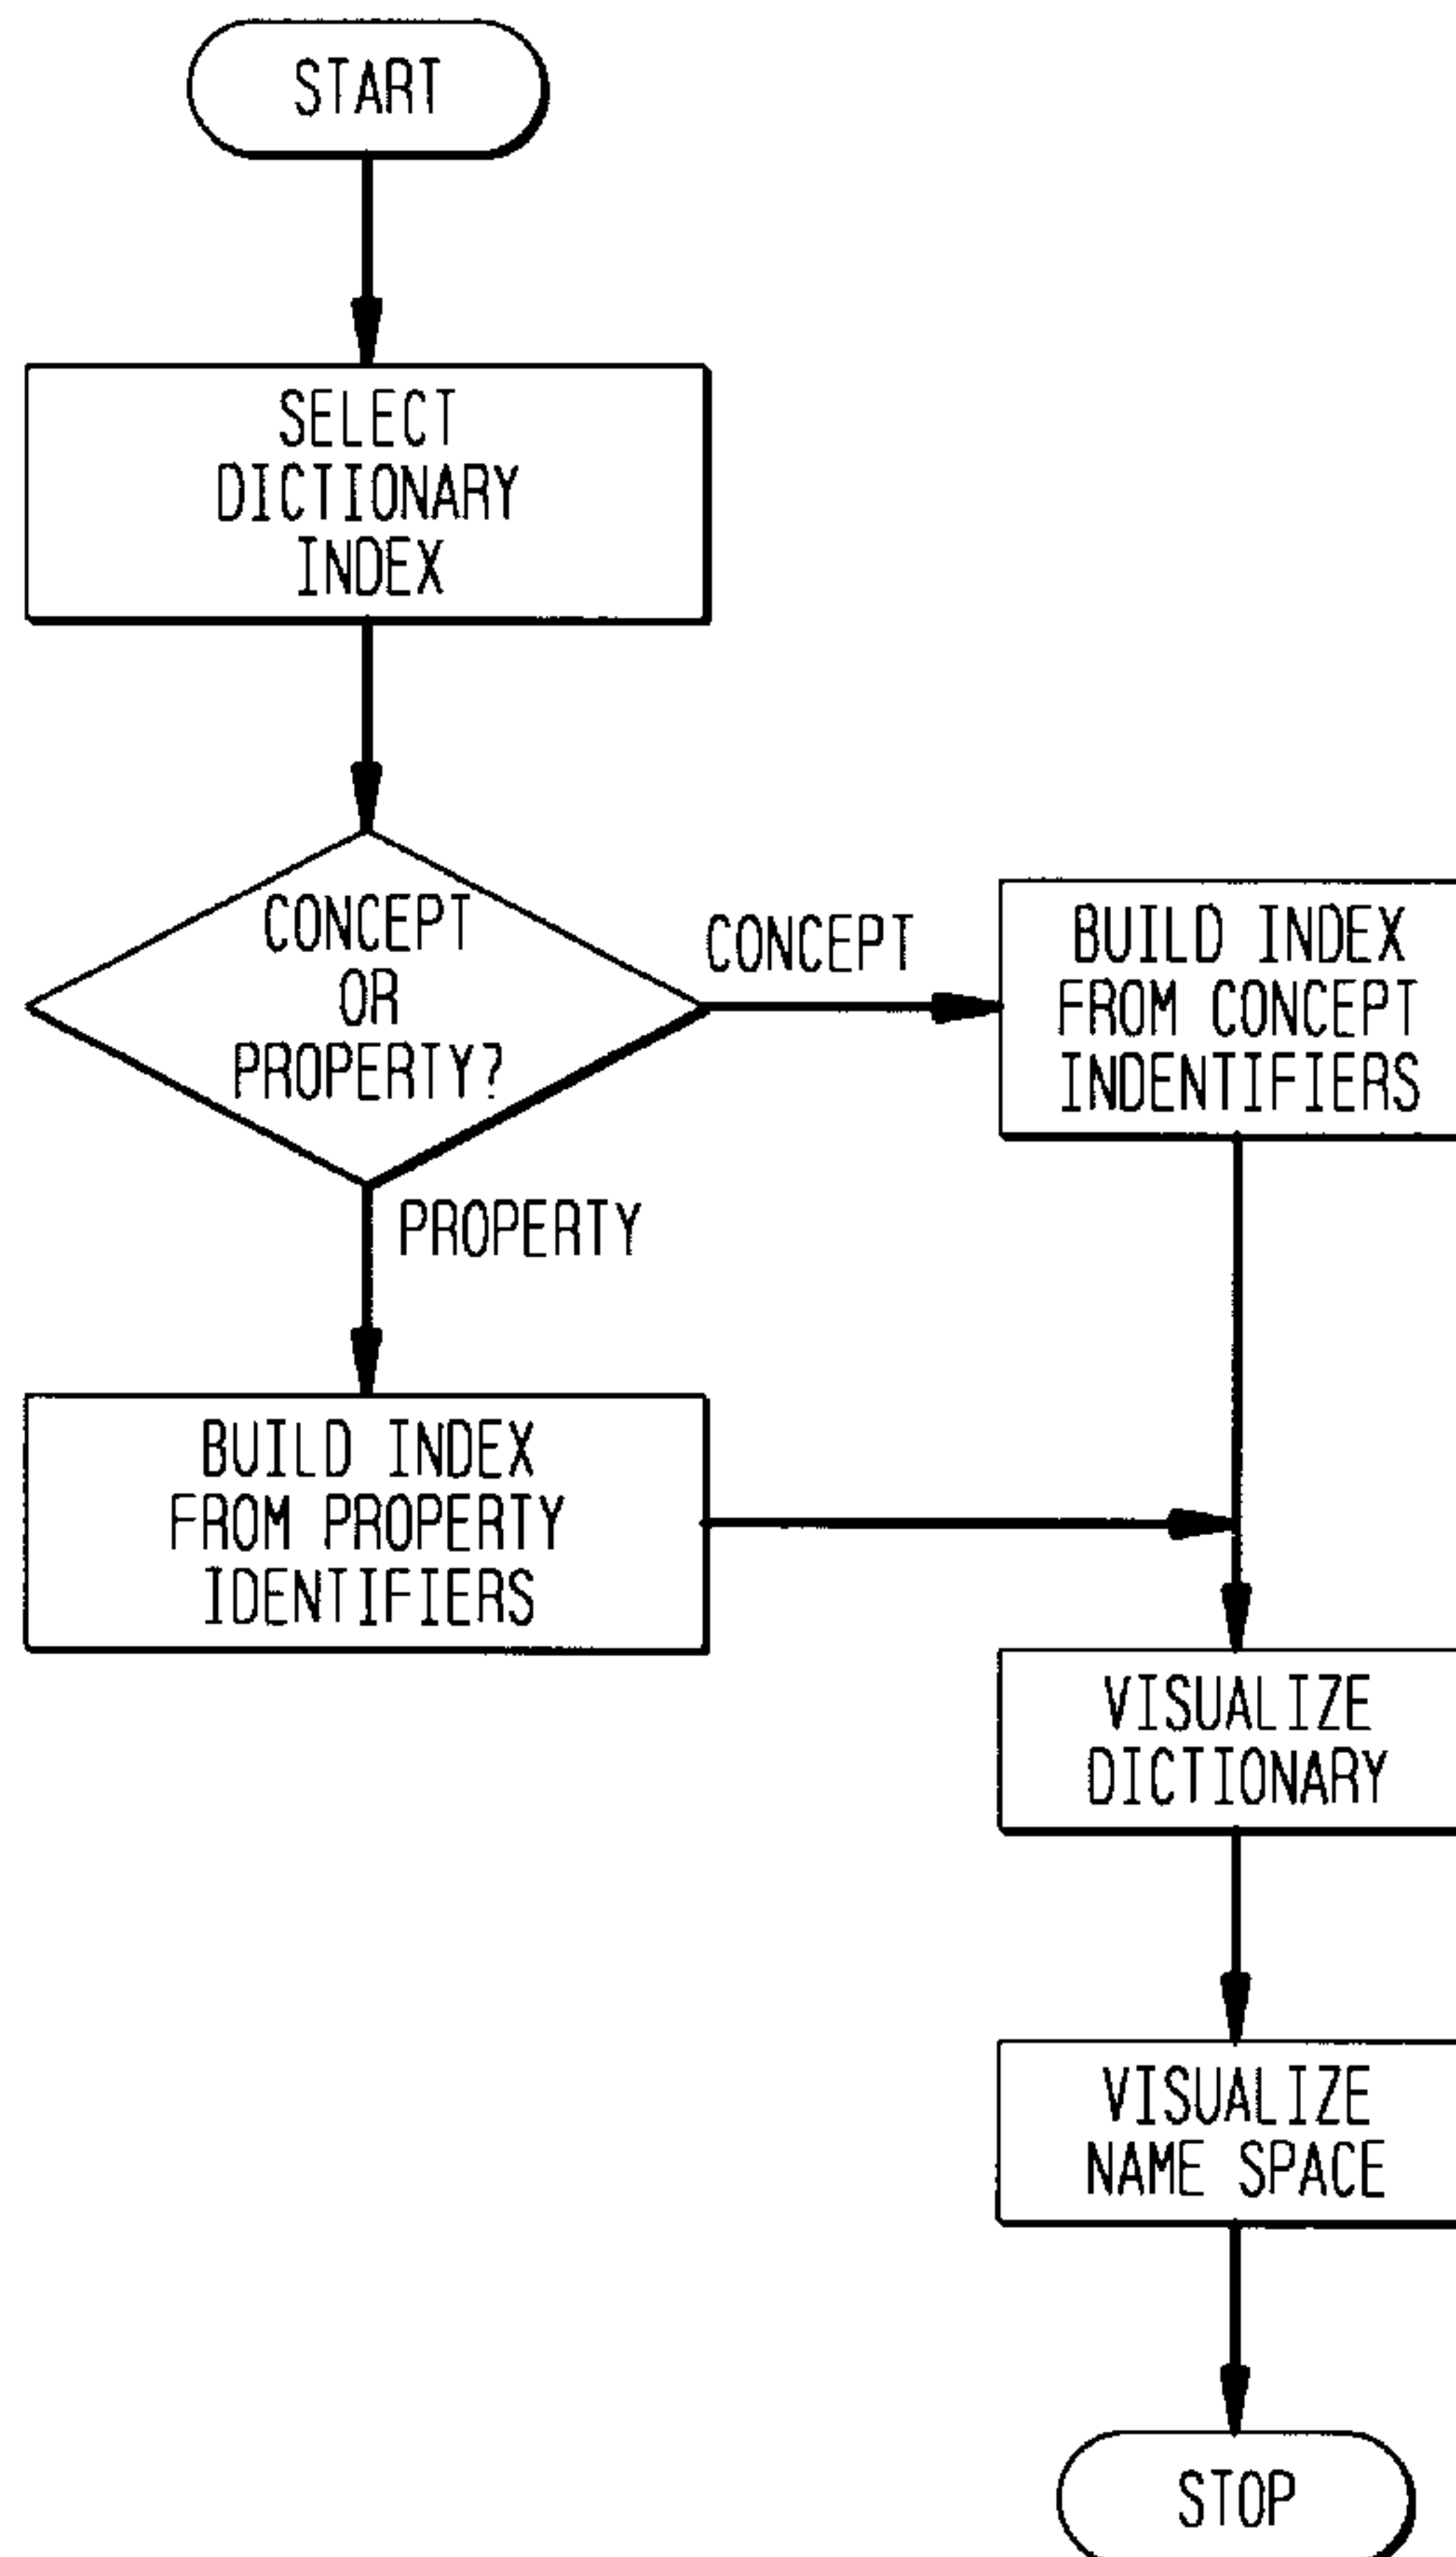 START
SELECT
DICTIONARY
INDEX
CONCEPT
OR
PROPERTY?
CONCEPT
BUILD INDEX
FROM CONCEPT
INDENTIFIERS
PROPERTY
BUILD INDEX
FROM PROPERTY
IDENTIFIERS
VISUALIZE
DICTIONARY
VISUALIZE
NAME SPACE
STOP